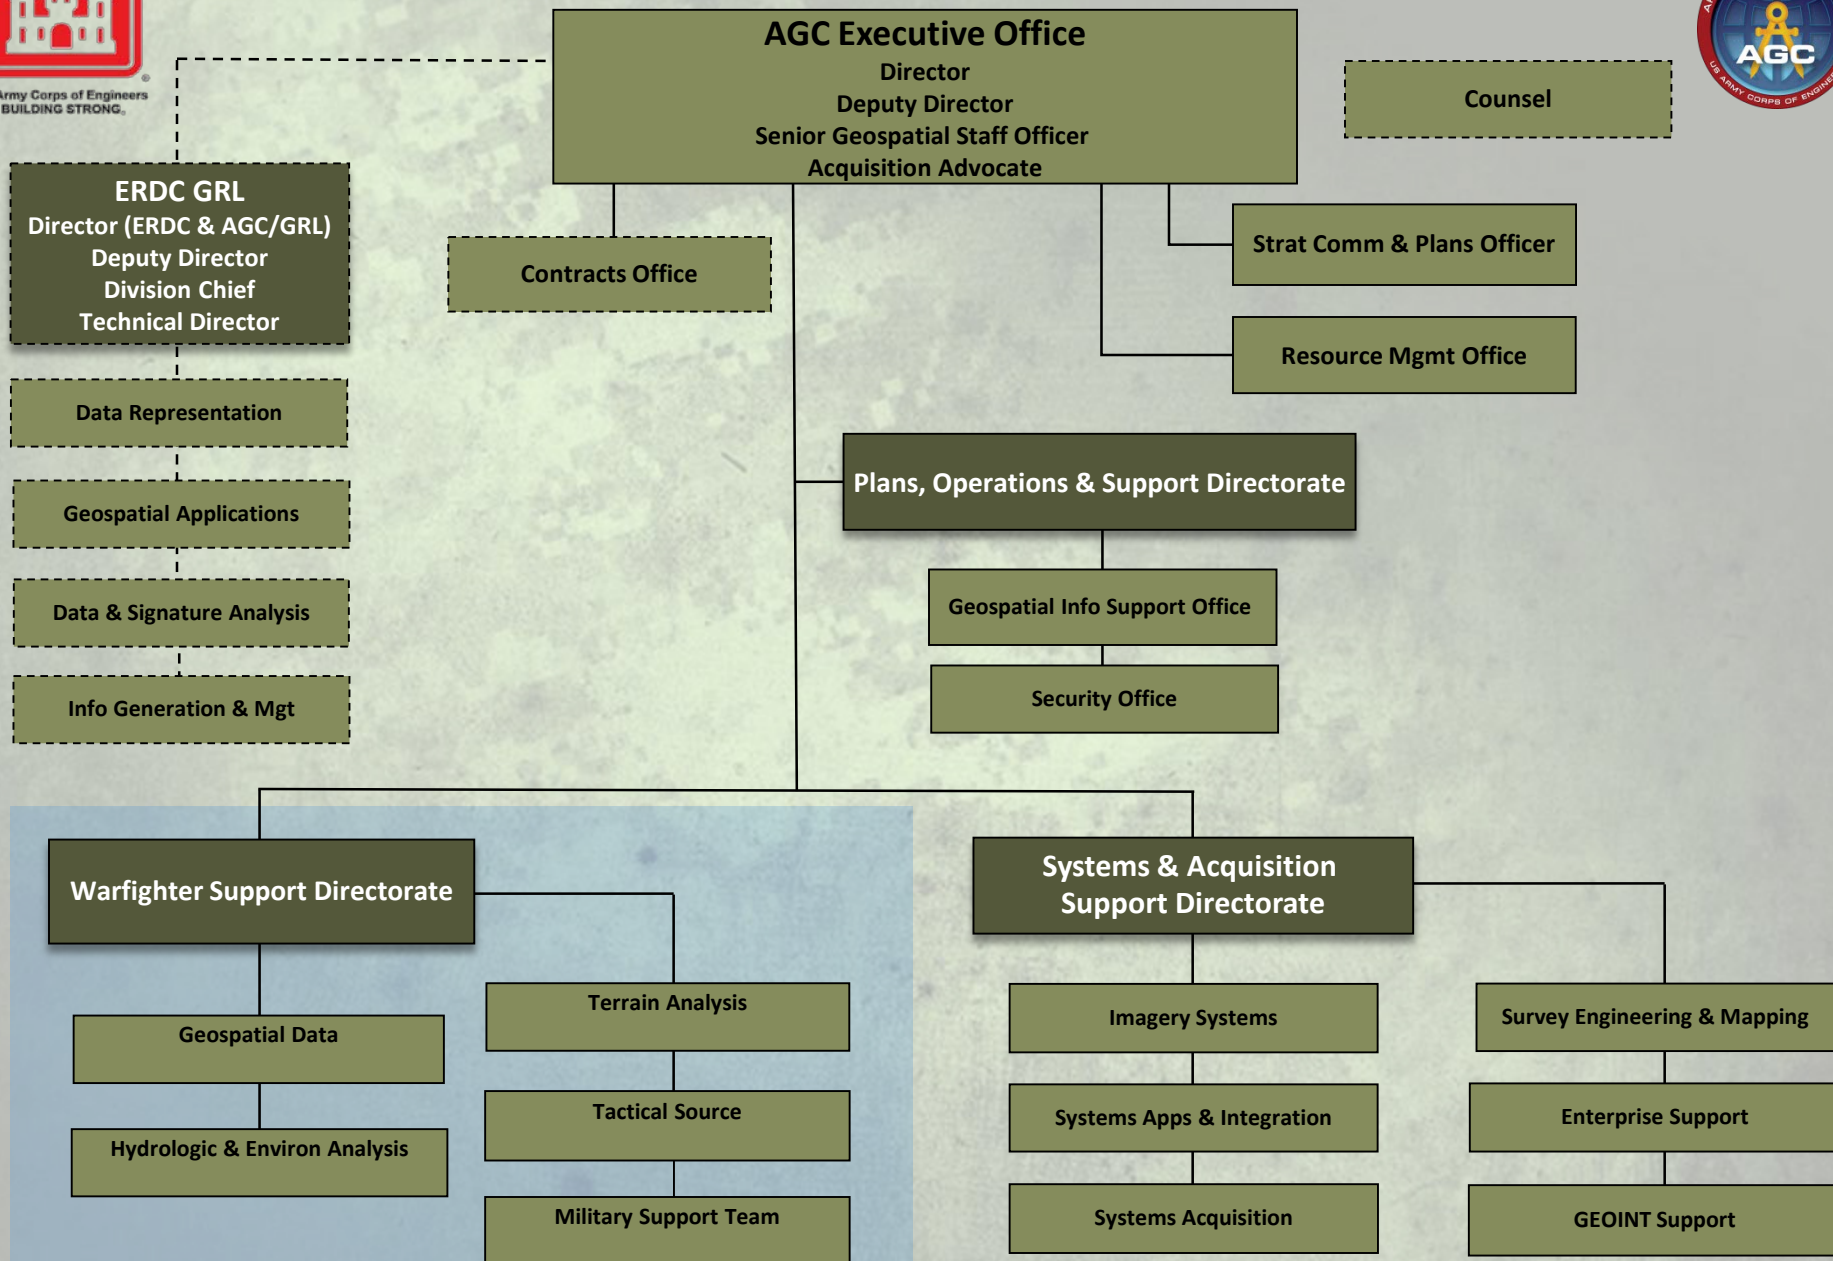 Army Corps of Engineers
BUILDING STRONG®
AGC Executive Office
Director
Deputy Director
Senior Geospatial Staff Officer
Acquisition Advocate
Counsel
AGC
US ARMY CORPS OF
ERDC GRL
Director (ERDC & AGC/GRL)
Deputy Director
Division Chief
Technical Director
Contracts Office
Strat Comm & Plans Officer
Resource Mgmt Office
Data Representation
Geospatial Applications
Data & Signature Analysis
Info Generation & Mgt
Plans, Operations & Support Directorate
Geospatial Info Support Office
Security Office
Warfighter Support Directorate
Geospatial Data
Hydrologic & Environ Analysis
Terrain Analysis
Tactical Source
Military Support Team
Systems & Acquisition
Support Directorate
Imagery Systems
Systems Apps & Integration
Systems Acquisition
Survey Engineering & Mapping
Enterprise Support
GEOINT Support